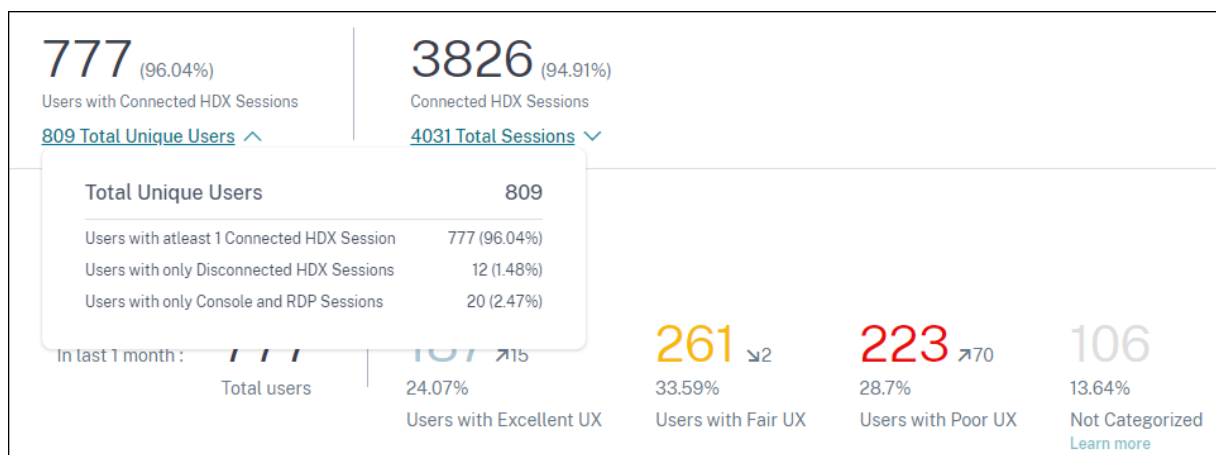 777 (96.04%)
Users with Connected HDX Sessions
809 Total Unique Users
3826 (94.91%)
Connected HDX Sessions
4031 Total Sessions
Total Unique Users 809
Users with atleast 1 Connected HDX Session 777 (96.04%)
Users with only Disconnected HDX Sessions 12 (1.48%)
Users with only Console and RDP Sessions 20 (2.47%)
In last 1 month : 777
Total users
187 15
24.07%
Users with Excellent UX
261 2
33.59%
Users with Fair UX
223 70
28.7%
Users with Poor UX
106
13.64%
Not Categorized
Learn more